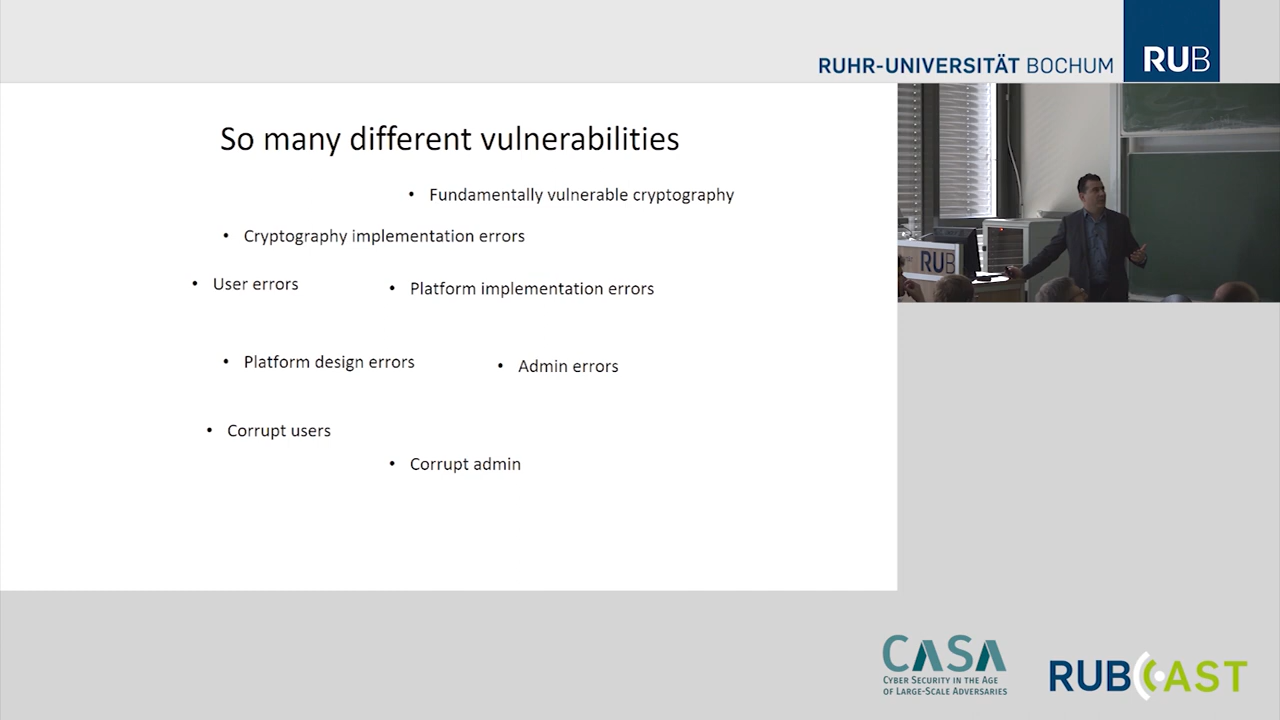 RUHR-UNIVERSITÄT BOCHUM
RUB
So many different vulnerabilities
• Fundamentally vulnerable cryptography
• Cryptography implementation errors
• User errors
• Platform implementation errors
• Platform design errors
• Admin errors
• Corrupt users
• Corrupt admin
RUB
CASA
CYBER SECURITY IN THE AGE
OF LARGE-SCALE ADVERSARIES
RUBCAST